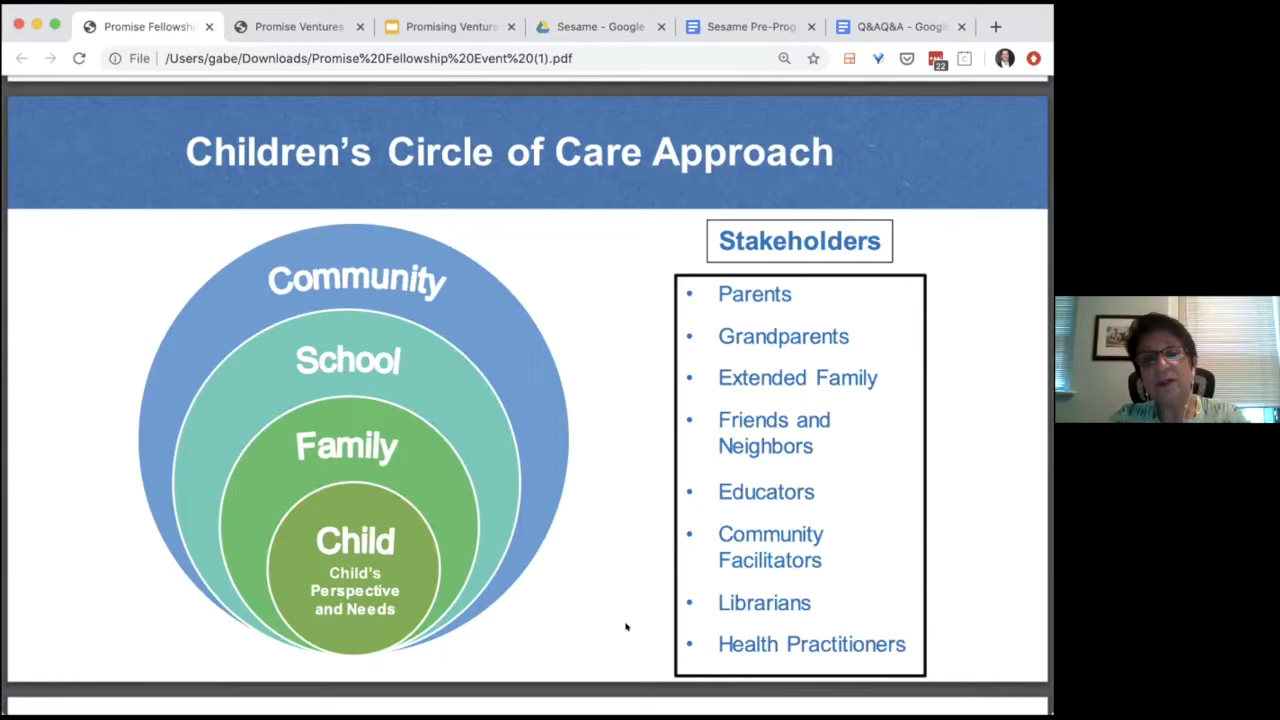 Promise Fellowsh
Promise Ventures
Promising Venture
Sesame - Google
Sesame Pre-Prog
Q&AQ&A - Googl
File
/Users/gabe/Downloads/Promise%20Fellowship%20Event%20(1).pdf
22
Children's Circle of Care Approach
Community
School
Family
Child
Child's
Perspective
and Needs
Stakeholders
• Parents
• Grandparents
• Extended Family
• Friends and
Neighbors
• Educators
• Community
Facilitators
• Librarians
• Health Practitioners